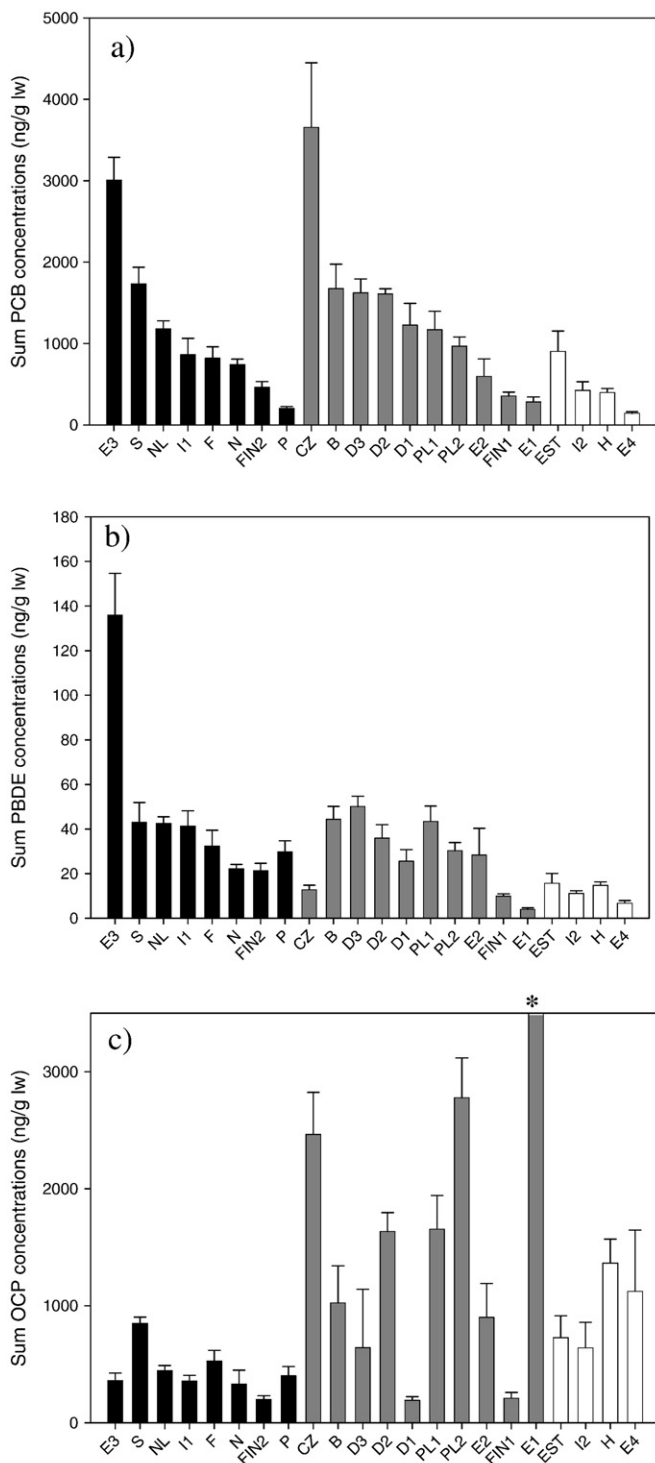 a)
Sum PCB concentrations (ng/g lw)
5000
4000
3000
2000
1000
0
E3 S NL I1 F N FIN2 P CZ B D3 D2 D1 PL1 PL2 E2 FIN1 E1 EST I2 H E4
b)
Sum PBDE concentrations (ng/g lw)
180
160
140
120
100
80
60
40
20
0
E3 S NL I1 F N FIN2 P CZ B D3 D2 D1 PL1 PL2 E2 FIN1 E1 EST I2 H E4
*
c)
Sum OCP concentrations (ng/g lw)
3000
2000
1000
0
E3 S NL I1 F N FIN2 P CZ B D3 D2 D1 PL1 PL2 E2 FIN1 E1 EST I2 H E4